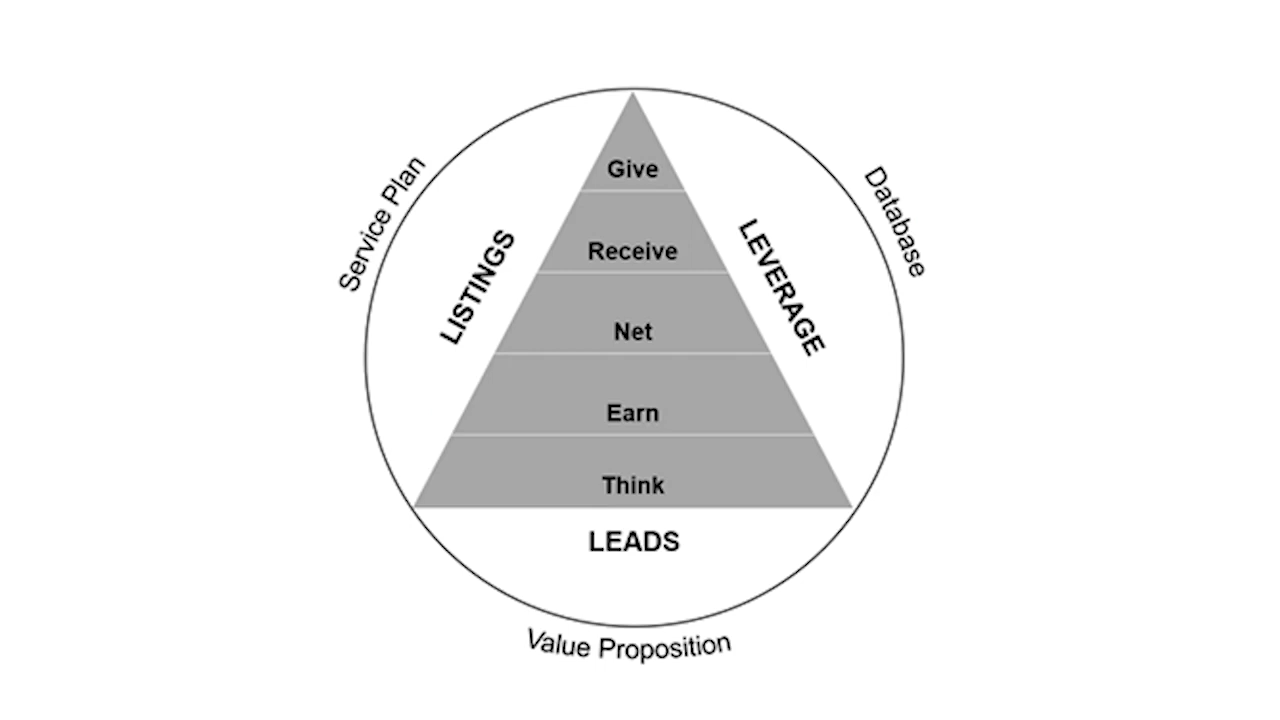 Give
Service Plan
Database
Receive
LISTINGS
LEVERAGE
Net
Earn
Think
LEADS
Value Proposition